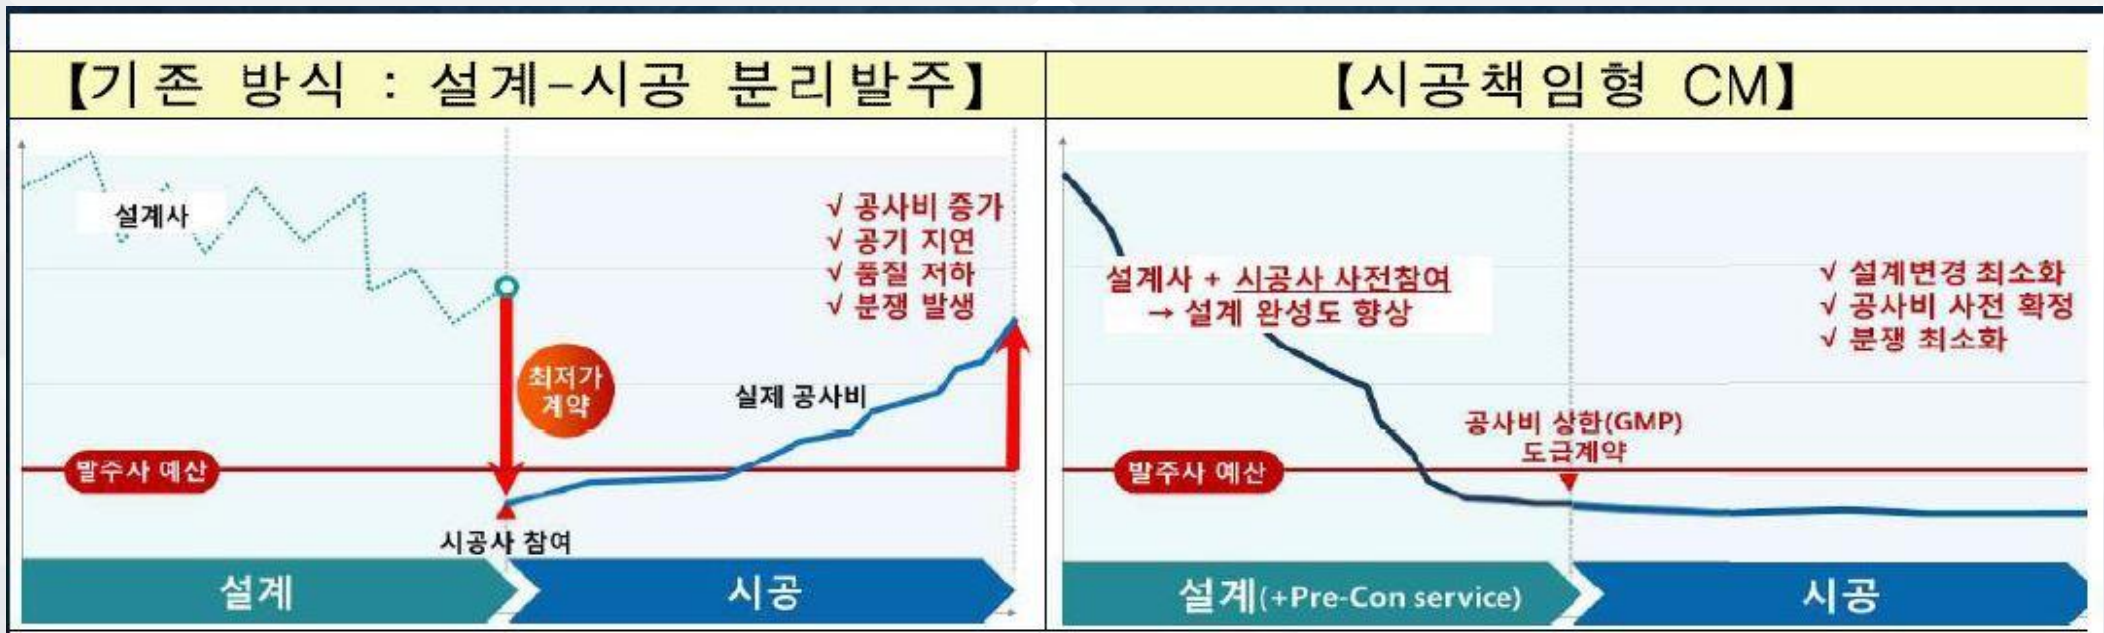 【기존 방식 : 설계-시공 분리발주】
설계사
√ 공사비 증가
√ 공기 지연
√ 품질 저하
√ 분쟁 발생
최저가
계약
실제 공사비
발주사 예산
시공사 참여
설계
시공
【시공책임형 CM】
설계사 + 시공사 사전참여
→ 설계 완성도 향상
√ 설계변경 최소화
√ 공사비 사전 확정
√ 분쟁 최소화
공사비 상한(GMP)
도급계약
발주사 예산
설계(+Pre-Con service)
시공